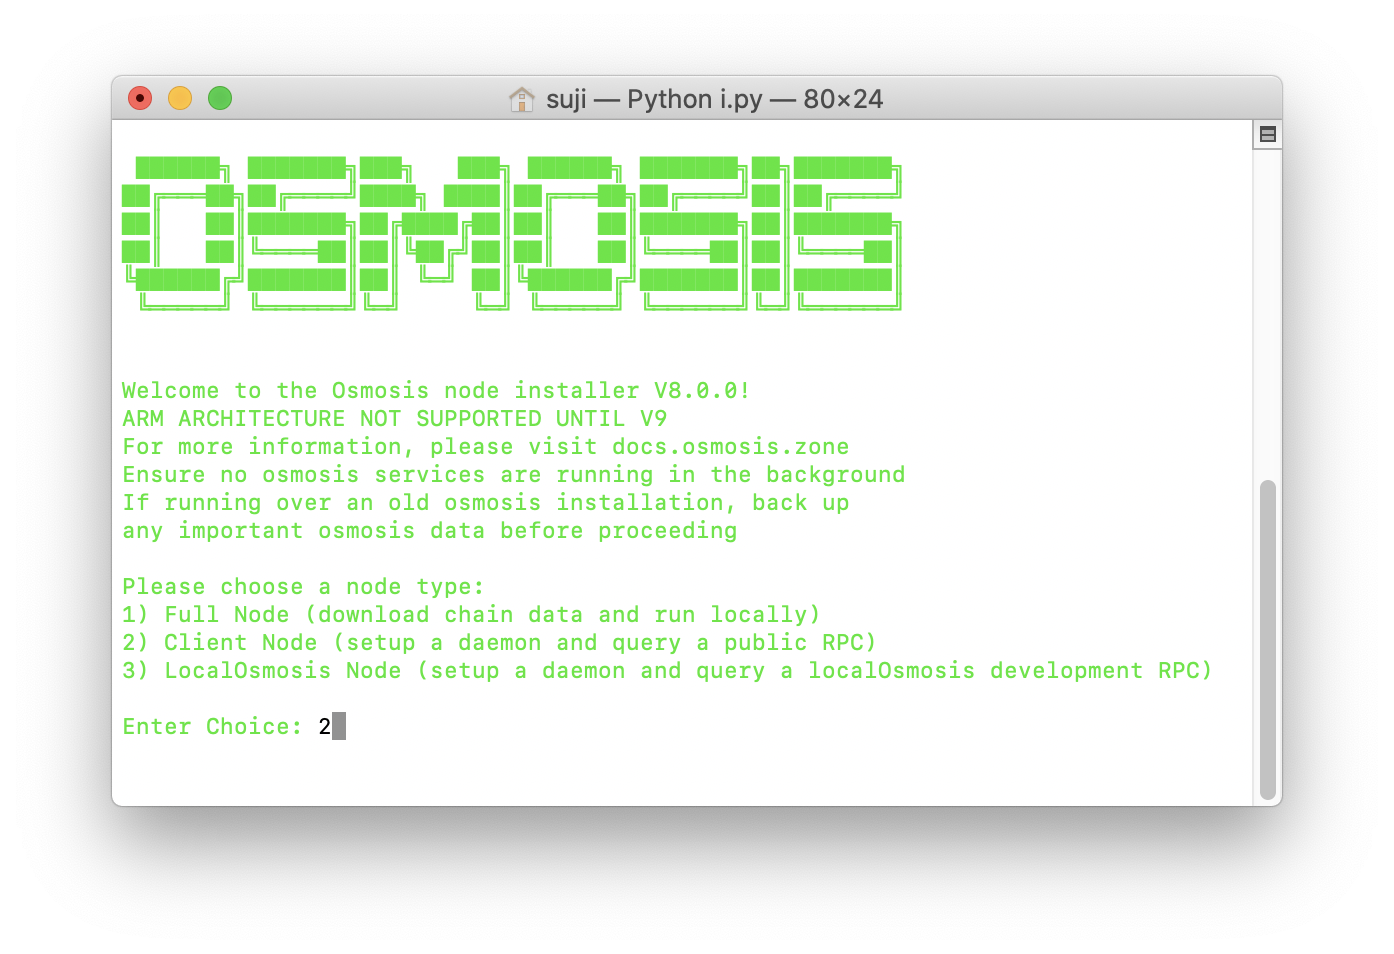 suji — Python i.py — 80×24
OSMOSIS
Welcome to the Osmosis node installer V8.0.0!
ARM ARCHITECTURE NOT SUPPORTED UNTIL V9
For more information, please visit docs.osmosis.zone
Ensure no osmosis services are running in the background
If running over an old osmosis installation, back up
any important osmosis data before proceeding
Please choose a node type:
1) Full Node (download chain data and run locally)
2) Client Node (setup a daemon and query a public RPC)
3) LocalOsmosis Node (setup a daemon and query a localOsmosis development RPC)
Enter Choice: 2